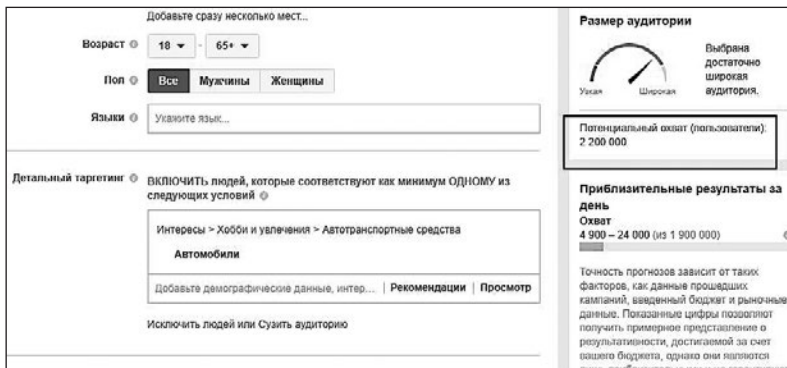 Добавьте сразу несколько мест...
Возраст 18 - 65+
Пол Все Мужчины Женщины
Языки Укажите язык...
Детальный таргетинг ВКЛЮЧИТЬ людей, которые соответствуют как минимум ОДНОМУ из
следующих условий
Интересы > Хобби и увлечения > Автотранспортные средства
Автомобили
Добавьте демографические данные, интер... | Рекомендации | Просмотр
Исключить людей или Сузить аудиторию
Размер аудитории
Выбрана
достаточно
широкая
аудитория.
Узкая Широкая
Потенциальный охват (пользователи):
2 200 000
Приблизительные результаты за
день
Охват
4 900 – 24 000 (из 1 900 000)
Точность прогнозов зависит от таких
факторов, как данные прошедших
кампаний, введенный бюджет и рыночные
данные. Показанные цифры позволяют
получить примерное представление о
результативности, достигаемой за счет
вашего бюджета, однако они являются